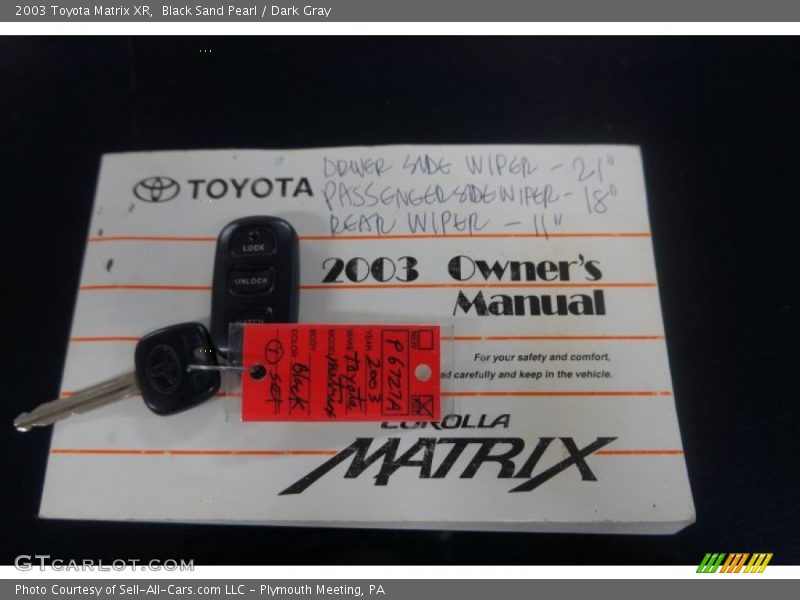 2003 Toyota Matrix XR, Black Sand Pearl / Dark Gray
DRIVER SIDE WIPER - 21"
PASSENGER SIDE WIPER - 18"
REAR WIPER - 11"
TOYOTA
LOCK
UNLOCK
2003 Owner's
Manual
For your safety and comfort,
carefully and keep in the vehicle.
NEW
P6727A
YEAR 2003
MAKE Toyota
MODEL Matrix
BODY
COLOR Black
1 SET
COROLLA
MATRIX
GTcarlot.com
Photo Courtesy of Sell-All-Cars.com LLC - Plymouth Meeting, PA